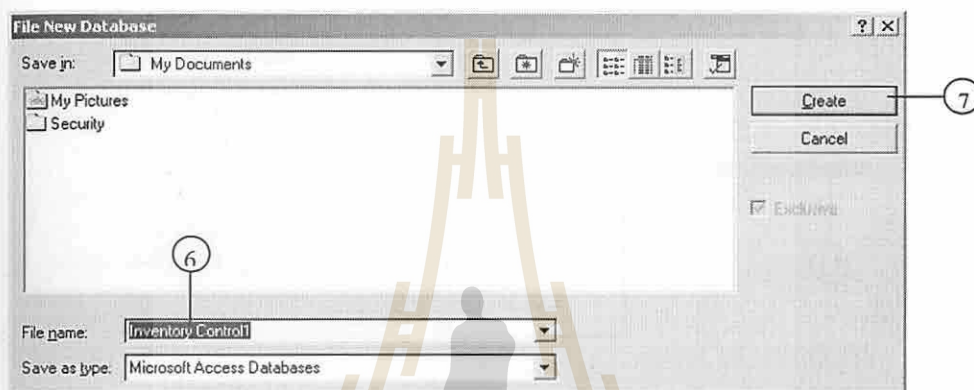 File New Database
Save in: My Documents
My Pictures
Security
Create
7
Cancel
Exclusive
6
File name: Inventory Control1
Save as type: Microsoft Access Databases